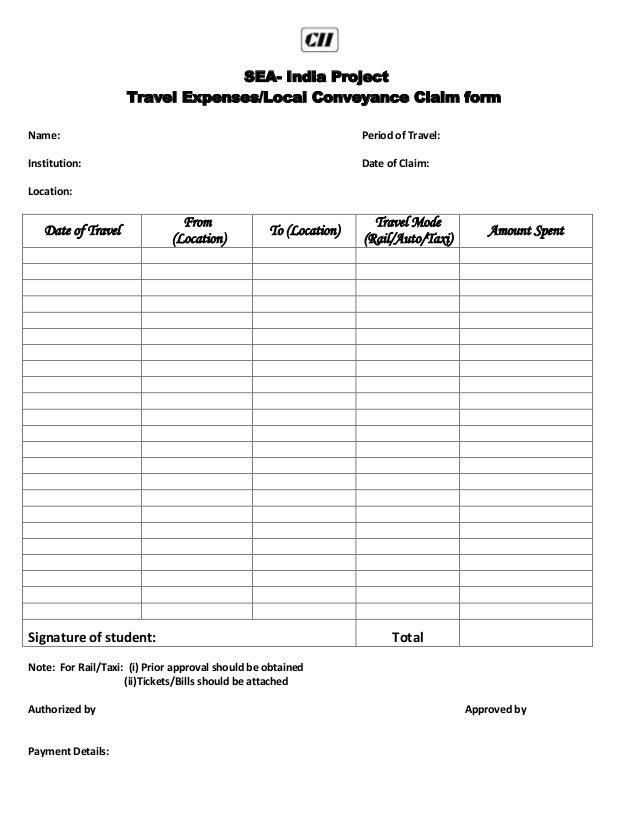 CII
SEA- India Project
Travel Expenses/Local Conveyance Claim form
Name: Period of Travel:
Institution: Date of Claim:
Location:
Date of Travel From (Location) To (Location) Travel Mode (Rail/Auto/Taxi) Amount Spent
Signature of student: Total
Note: For Rail/Taxi: (i) Prior approval should be obtained
(ii)Tickets/Bills should be attached
Authorized by Approved by
Payment Details: